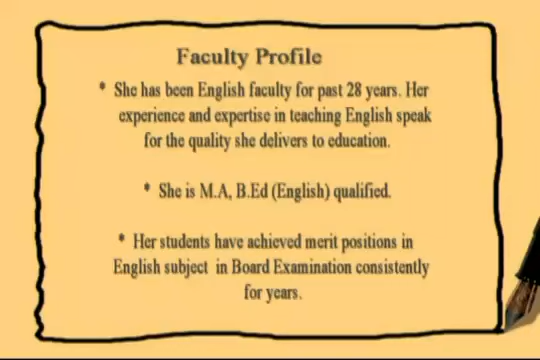 Faculty Profile
* She has been English faculty for past 28 years. Her
experience and expertise in teaching English speak
for the quality she delivers to education.
* She is M.A, B.Ed (English) qualified.
* Her students have achieved merit positions in
English subject in Board Examination consistently
for years.